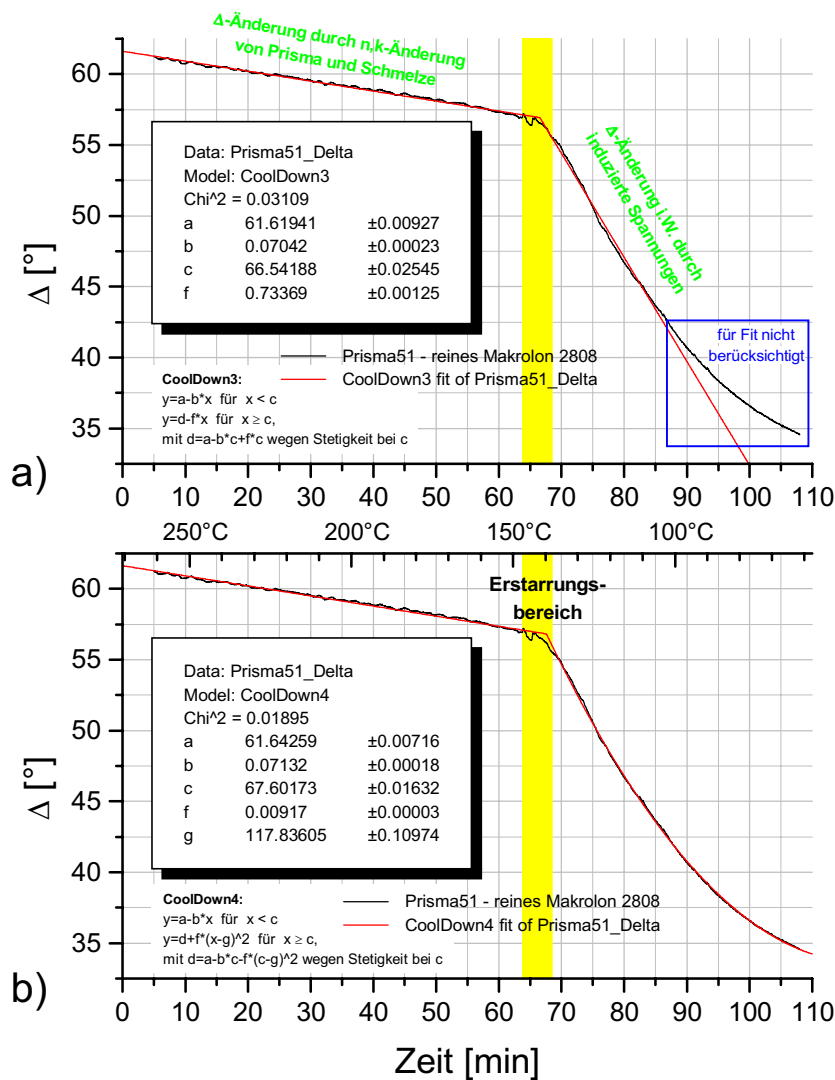 Δ-Änderung durch n,k-Änderung
von Prisma und Schmelze
60
55
50
45
40
35
Δ [°]
Data: Prisma51_Delta
Model: CoolDown3
Chi^2 = 0.03109
a 61.61941 ±0.00927
b 0.07042 ±0.00023
c 66.54188 ±0.02545
f 0.73369 ±0.00125
Δ-Änderung i.W. durch
induzierte Spannungen
für Fit nicht
berücksichtigt
Prisma51 - reines Makrolon 2808
CoolDown3 fit of Prisma51_Delta
CoolDown3:
y=a-b*x für x < c
y=d-f*x für x ≥ c,
mit d=a-b*c+f*c wegen Stetigkeit bei c
a)
0 10 20 30 40 50 60 70 80 90 100 110
250°C 200°C 150°C 100°C
60
55
50
45
40
35
Δ [°]
Erstarrungs-
bereich
Data: Prisma51_Delta
Model: CoolDown4
Chi^2 = 0.01895
a 61.64259 ±0.00716
b 0.07132 ±0.00018
c 67.60173 ±0.01632
f 0.00917 ±0.00003
g 117.83605 ±0.10974
Prisma51 - reines Makrolon 2808
CoolDown4 fit of Prisma51_Delta
CoolDown4:
y=a-b*x für x < c
y=d+f*(x-g)^2 für x ≥ c,
mit d=a-b*c-f*(c-g)^2 wegen Stetigkeit bei c
b)
0 10 20 30 40 50 60 70 80 90 100 110
Zeit [min]